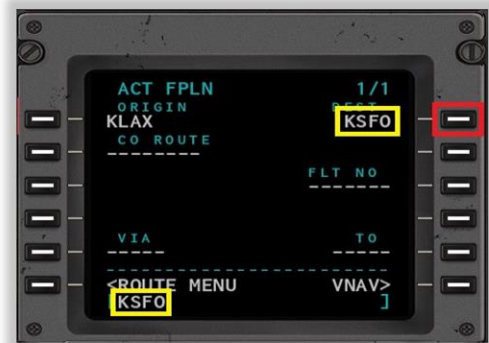 ACT FPLN 1/1
ORIGIN DEST
KLAX KSFO
CO ROUTE
--------
FLT NO
------
VIA TO
----- -----
------------------------
<ROUTE MENU VNAV>
[KSFO ]